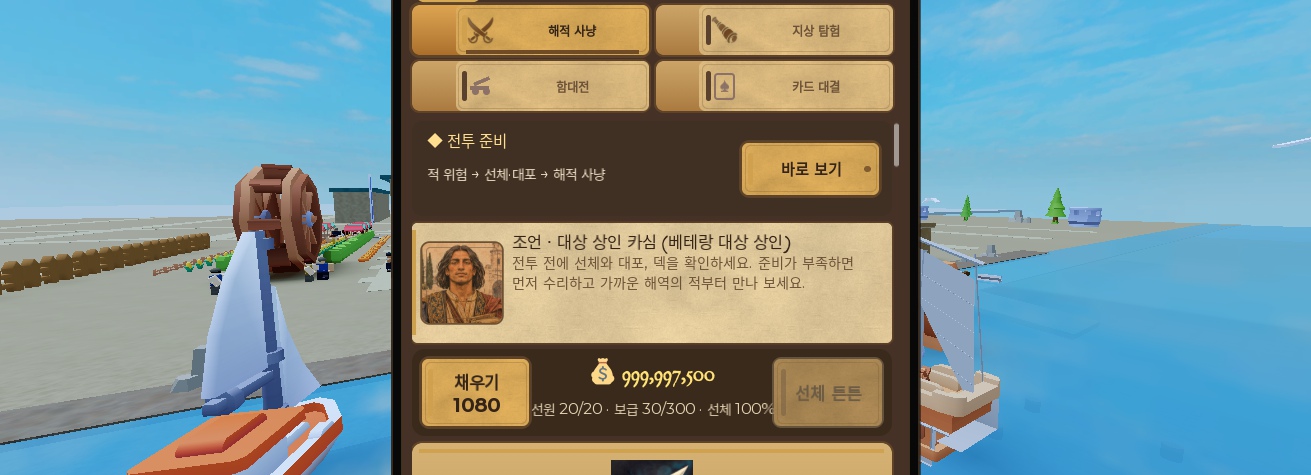 해적 사냥
지상 탐험
함대전
카드 대결
◆ 전투 준비
적 위험 → 선체·대포 → 해적 사냥
바로 보기
조언 · 대상 상인 카심 (베테랑 대상 상인)
전투 전에 선체와 대포, 덱을 확인하세요. 준비가 부족하면
먼저 수리하고 가까운 해역의 적부터 만나 보세요.
채우기
1080
999,997,500
선원 20/20 · 보급 30/300 · 선체 100%
선체 튼튼